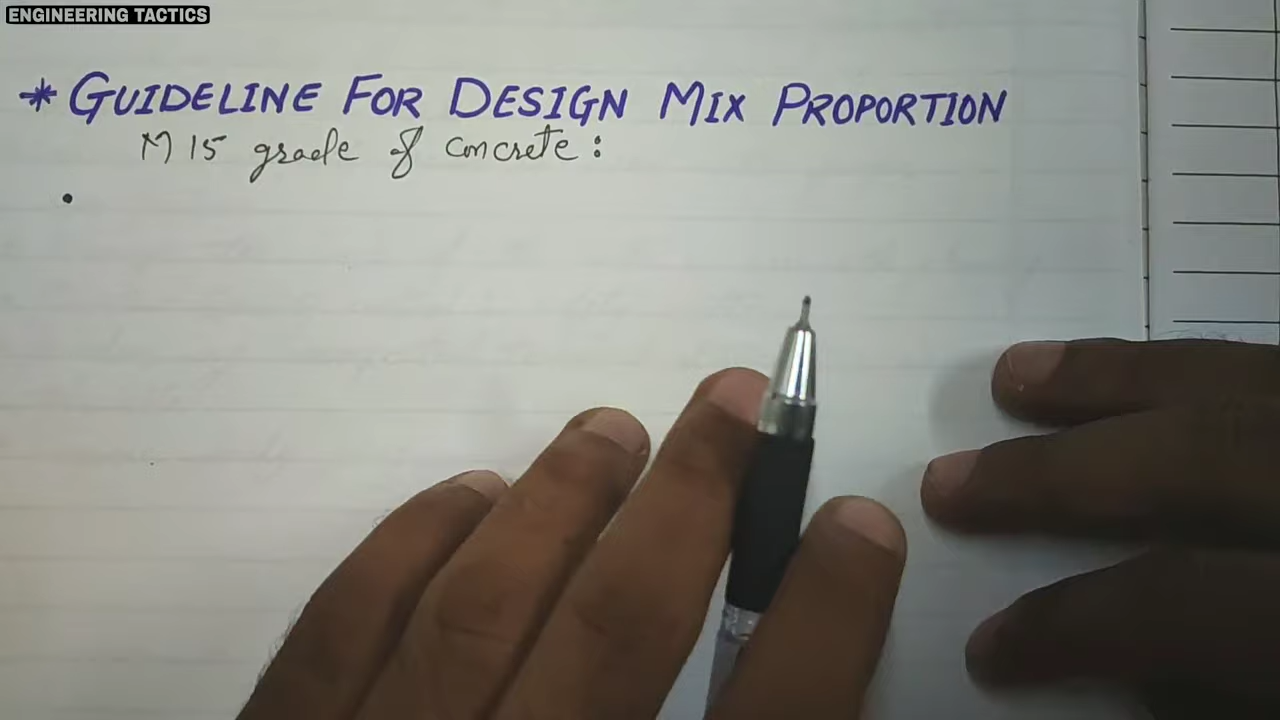 ENGINEERING TACTICS
* GUIDELINE FOR DESIGN MIX PROPORTION
M 15 grade of concrete: